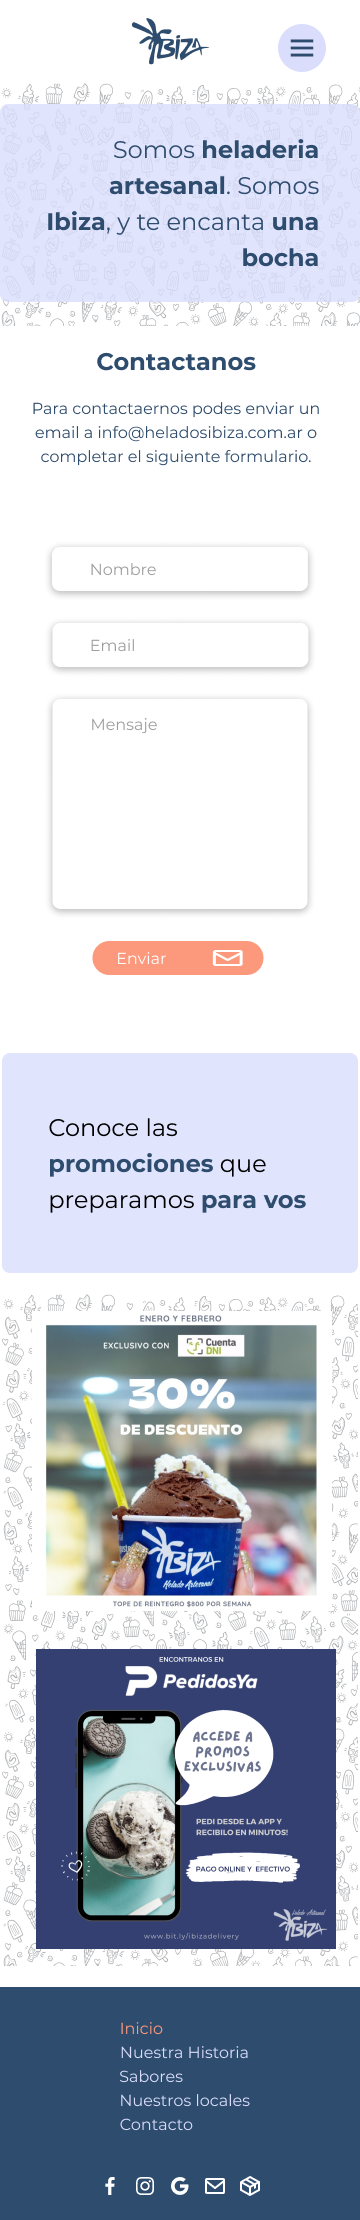 IBIZA
Somos heladeria
artesanal. Somos
Ibiza, y te encanta una
bocha
Contactanos
Para contactaernos podes enviar un
email a info@heladosibiza.com.ar o
completar el siguiente formulario.
Nombre
Email
Mensaje
Enviar
Conoce las
promociones que
preparamos para vos
ENERO Y FEBRERO
EXCLUSIVO CON Cuenta
DNI
30%
DE DESCUENTO
IBIZA
Helado Artesanal
TOPE DE REINTEGRO $800 POR SEMANA
ENCONTRANOS EN
PedidosYa
ACCEDE A
PROMOS
EXCLUSIVAS
PEDI DESDE LA APP Y
RECIBILO EN MINUTOS!
PAGO ONLINE Y EFECTIVO
Helado Artesanal
IBIZA
www.bit.ly/ibizadelivery
Inicio
Nuestra Historia
Sabores
Nuestros locales
Contacto